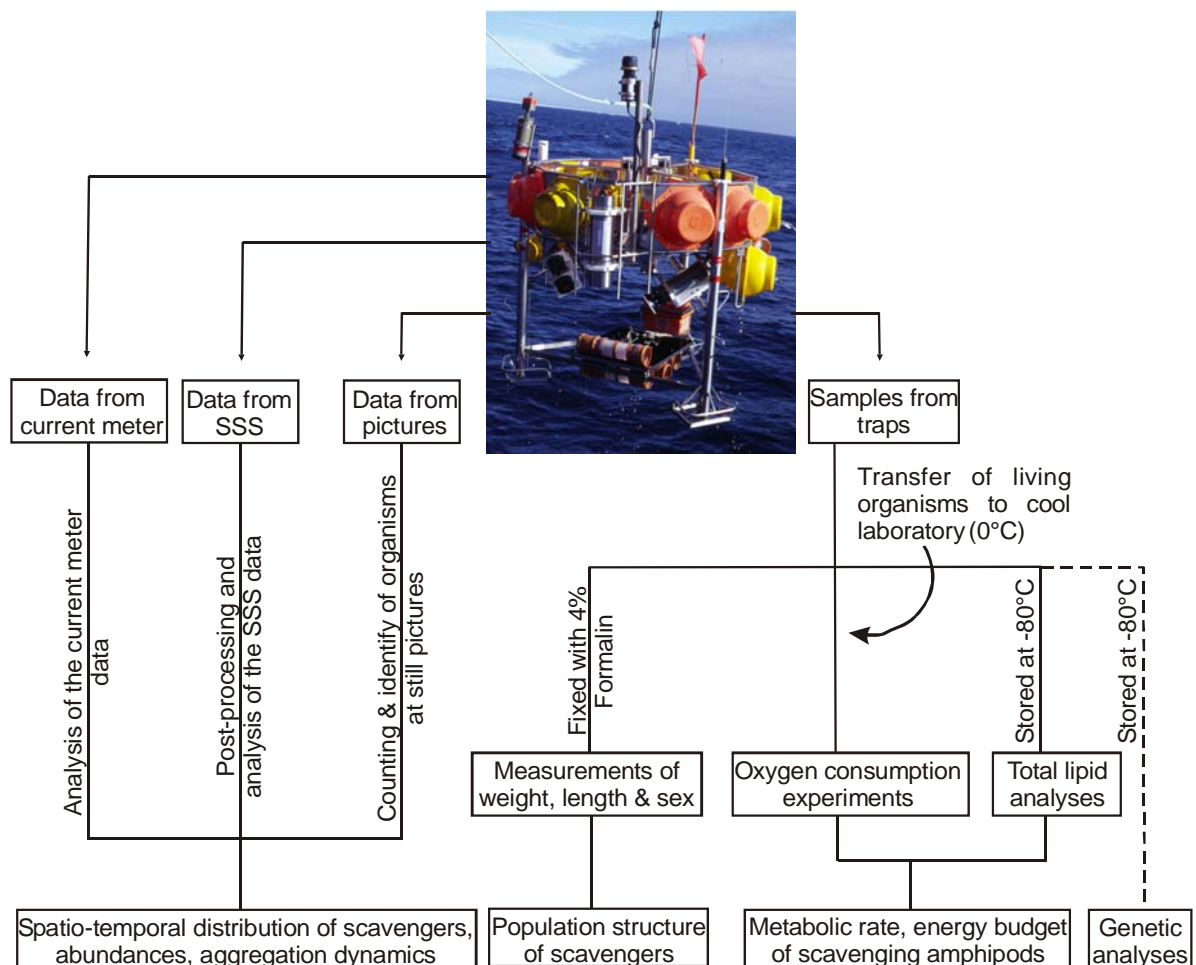 Data from
current meter
Data from
SSS
Data from
pictures
Samples from
traps
Transfer of living
organisms to cool
laboratory (0°C)
Analysis of the current meter
data
Post-processing and
analysis of the SSS data
Counting & identify of organisms
at still pictures
Fixed with 4%
Formalin
Stored at -80°C
Stored at -80°C
Measurements of
weight, length & sex
Oxygen consumption
experiments
Total lipid
analyses
Spatio-temporal distribution of scavengers,
abundances, aggregation dynamics
Population structure
of scavengers
Metabolic rate, energy budget
of scavenging amphipods
Genetic
analyses